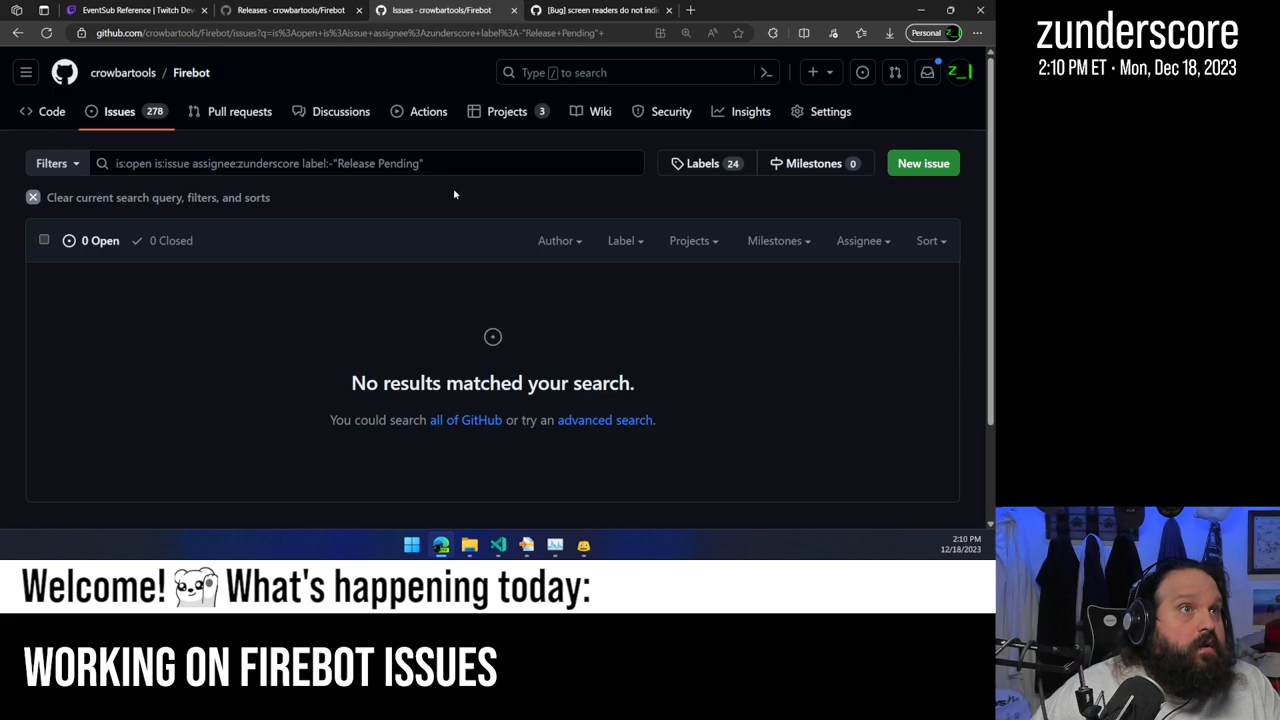 EventSub Reference | Twitch Dev
Releases - crowbartools/Firebot
Issues - crowbartools/Firebot
[Bug] screen readers do not indi
github.com/crowbartools/Firebot/issues?q=is%3Aopen+is%3Aissue+assignee%3Azunderscore+label%3A-"Release+Pending"+
Personal
zunderscore
2:10 PM ET • Mon, Dec 18, 2023
crowbartools / Firebot
Type / to search
Code
Issues 278
Pull requests
Discussions
Actions
Projects 3
Wiki
Security
Insights
Settings
Filters
is:open is:issue assignee:zunderscore label:-"Release Pending"
Labels 24
Milestones 0
New issue
Clear current search query, filters, and sorts
0 Open
0 Closed
Author
Label
Projects
Milestones
Assignee
Sort
No results matched your search.
You could search all of GitHub or try an advanced search.
2:10 PM
12/18/2023
Welcome! What's happening today:
WORKING ON FIREBOT ISSUES